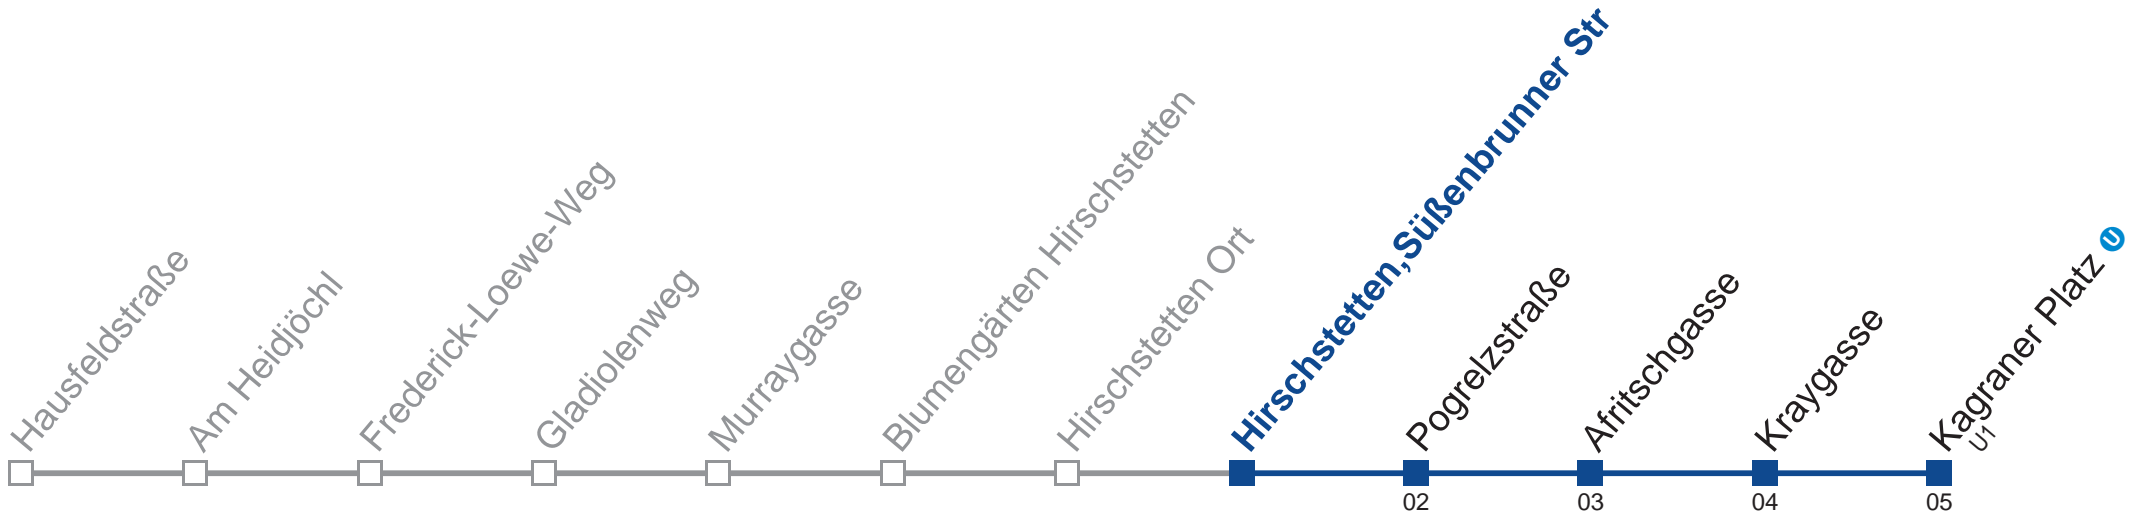 Hausfeldstraße
Am Heidjöchl
Frederick-Loewe-Weg
Gladiolenweg
Murraygasse
Blumengärten Hirschstetten
Hirschstetten Ort
Hirschstetten,Süßenbrunner Str
Pogrelzstraße
Afritschgasse
Kraygasse
Kagraner Platz U
U1
02
03
04
05